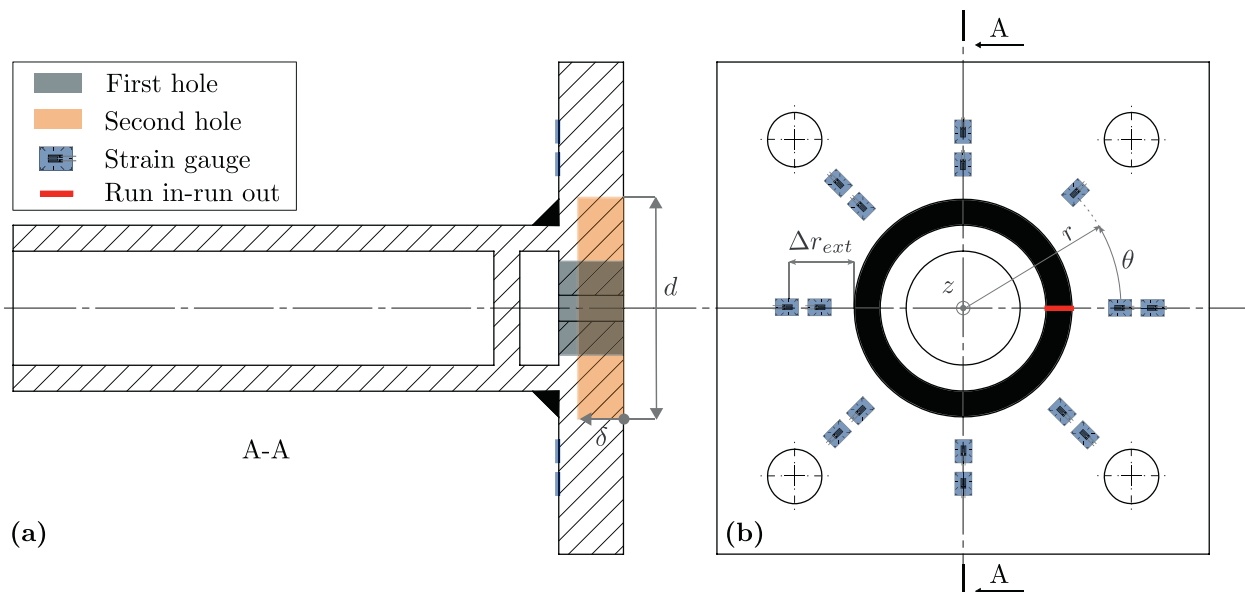 First hole
Second hole
Strain gauge
Run in-run out
d
δ
A-A
(a)
A
Δr_ext
r
θ
z
(b)
A